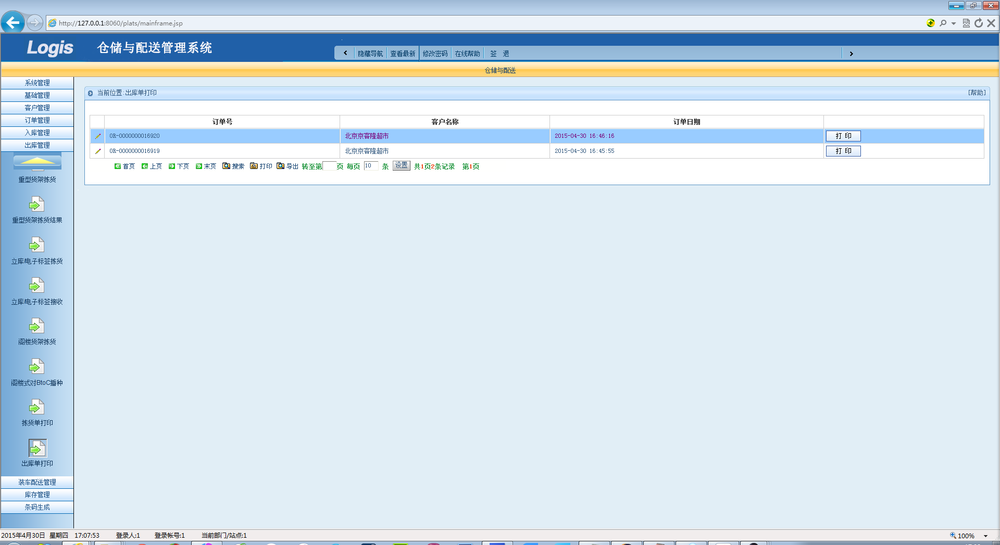 http://127.0.0.1:8060/plats/mainframe.jsp
Logis 仓储与配送管理系统
隐藏导航 查看最新 修改密码 在线帮助 签 退
仓储与配送
系统管理
基础管理
客户管理
订单管理
入库管理
出库管理
重型货架拣货
重型货架拣货结果
立库/电子标签拣货
立库/电子标签接收
阁楼货架拣货
阁楼式对BtoC播种
拣货单打印
出库单打印
装车配送管理
库存管理
条码生成
当前位置:出库单打印 [帮助]
订单号 客户名称 订单日期
OR-0000000016920 北京京客隆超市 2015-04-30 16:46:16 打 印
OR-0000000016919 北京京客隆超市 2015-04-30 16:45:55 打 印
首页 上页 下页 末页 搜索 打印 导出 转至第 页 每页 10 条 设置 共1页2条记录 第1页
2015年4月30日 星期四 17:07:53 登录人:1 登录帐号:1 当前部门/站点:1 100%